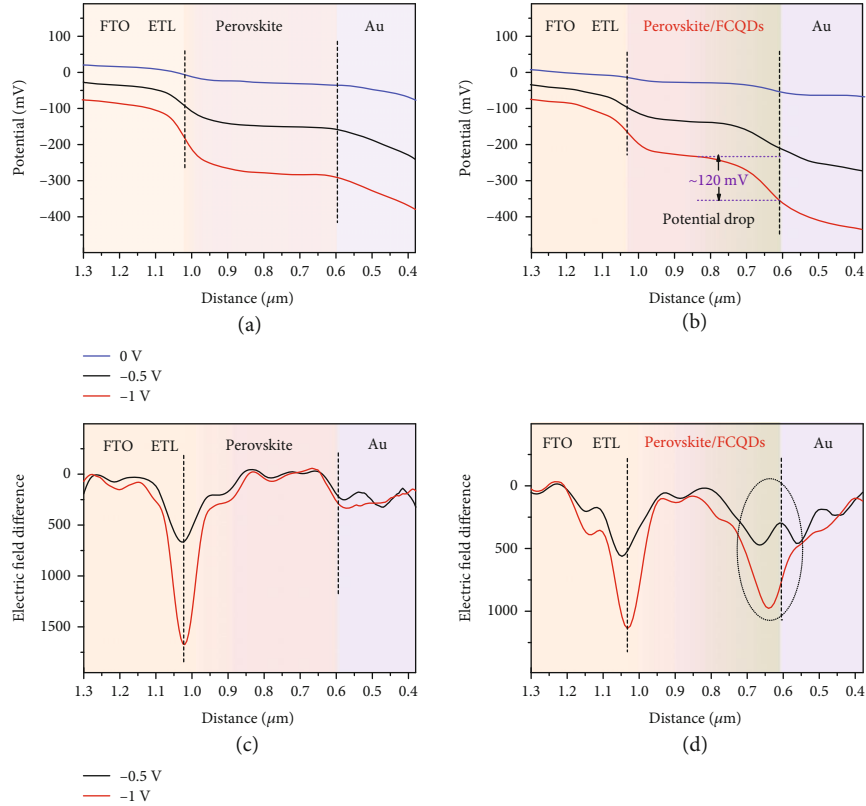 FTO ETL Perovskite Au
100
0
−100
−200
−300
−400
Potential (mV)
1.3 1.2 1.1 1.0 0.9 0.8 0.7 0.6 0.5 0.4
Distance (μm)
(a)
FTO ETL Perovskite/FCQDs Au
100
0
−100
−200
−300
−400
Potential (mV)
~120 mV
Potential drop
1.3 1.2 1.1 1.0 0.9 0.8 0.7 0.6 0.5 0.4
Distance (μm)
(b)
0 V
−0.5 V
−1 V
FTO ETL Perovskite Au
0
500
1000
1500
Electric field difference
1.3 1.2 1.1 1.0 0.9 0.8 0.7 0.6 0.5 0.4
Distance (μm)
(c)
FTO ETL Perovskite/FCQDs Au
0
500
1000
Electric field difference
1.3 1.2 1.1 1.0 0.9 0.8 0.7 0.6 0.5 0.4
Distance (μm)
(d)
−0.5 V
−1 V